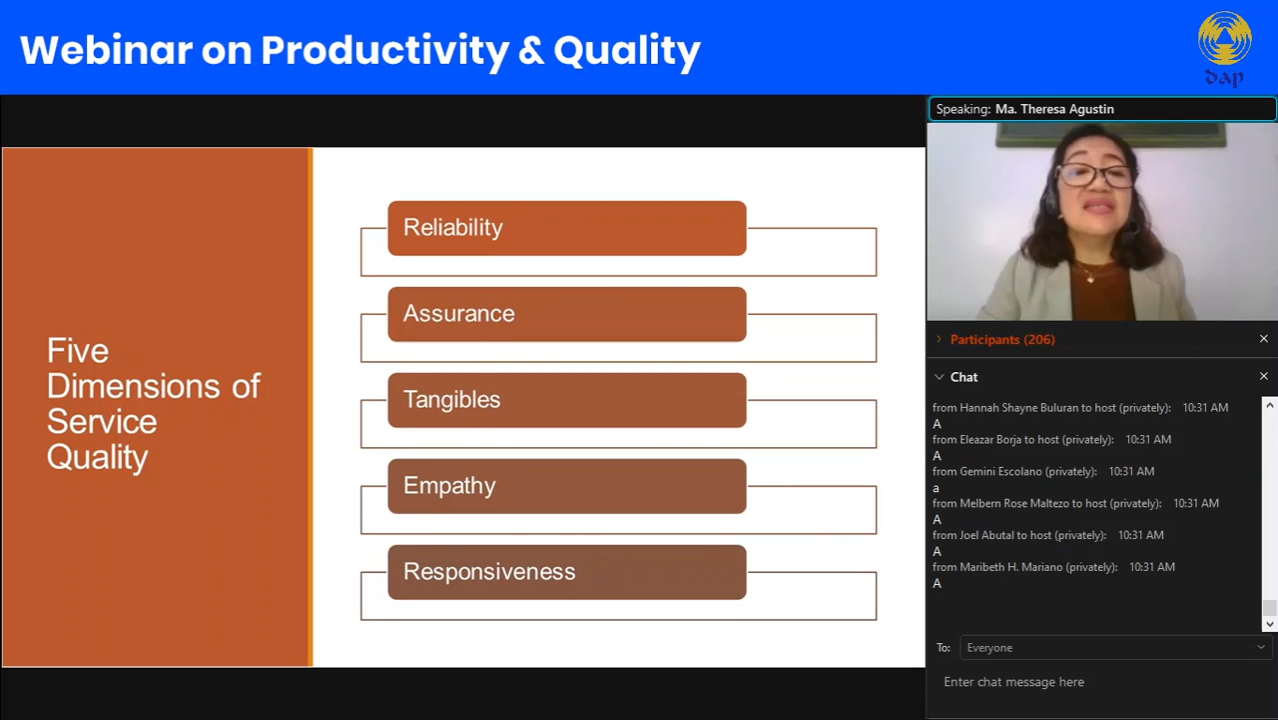 Webinar on Productivity & Quality
dap
Speaking: Ma. Theresa Agustin
Five
Dimensions of
Service
Quality
Reliability
Assurance
Tangibles
Empathy
Responsiveness
Participants (206)
Chat
from Hannah Shayne Buluran to host (privately): 10:31 AM
A
from Eleazar Borja to host (privately): 10:31 AM
A
from Gemini Escolano (privately): 10:31 AM
a
from Melbern Rose Maltezo to host (privately): 10:31 AM
A
from Joel Abutal to host (privately): 10:31 AM
A
from Maribeth H. Mariano (privately): 10:31 AM
A
To: Everyone
Enter chat message here